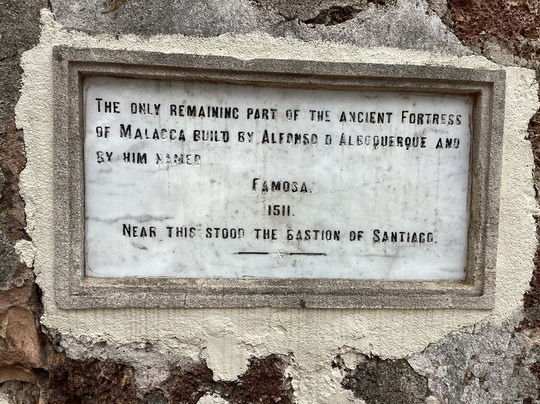 THE ONLY REMAINING PART OF THE ANCIENT FORTRESS
OF MALACCA BUILD BY ALFONSO D ALBOQUERQUE AND
BY HIM NAMED
FAMOSA.
1511.
NEAR THIS STOOD THE BASTION OF SANTIAGO.